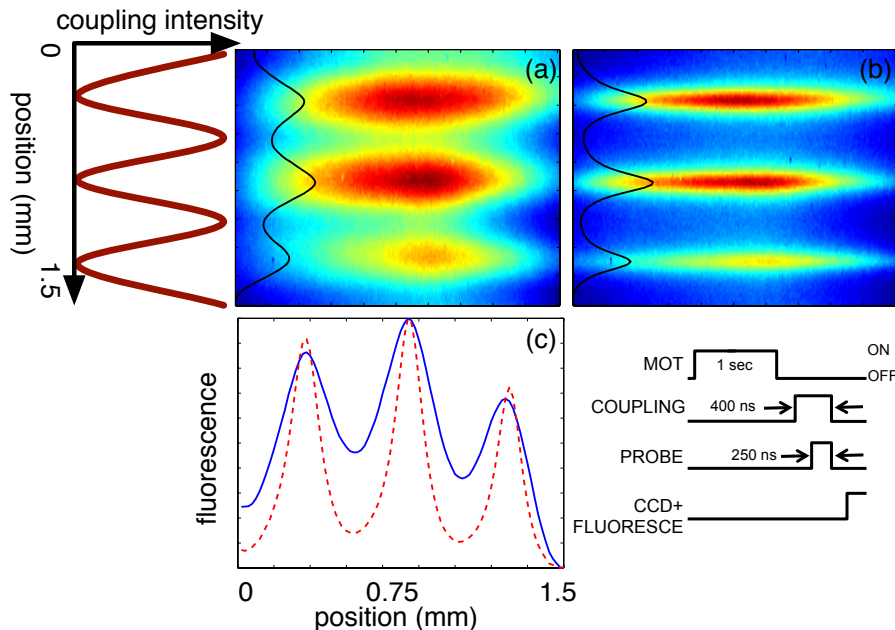 coupling intensity
0
position (mm)
1.5
(a)
(b)
(c)
fluorescence
0
0.75
1.5
position (mm)
MOT
1 sec
ON
OFF
COUPLING
400 ns
PROBE
250 ns
CCD+
FLUORESCE